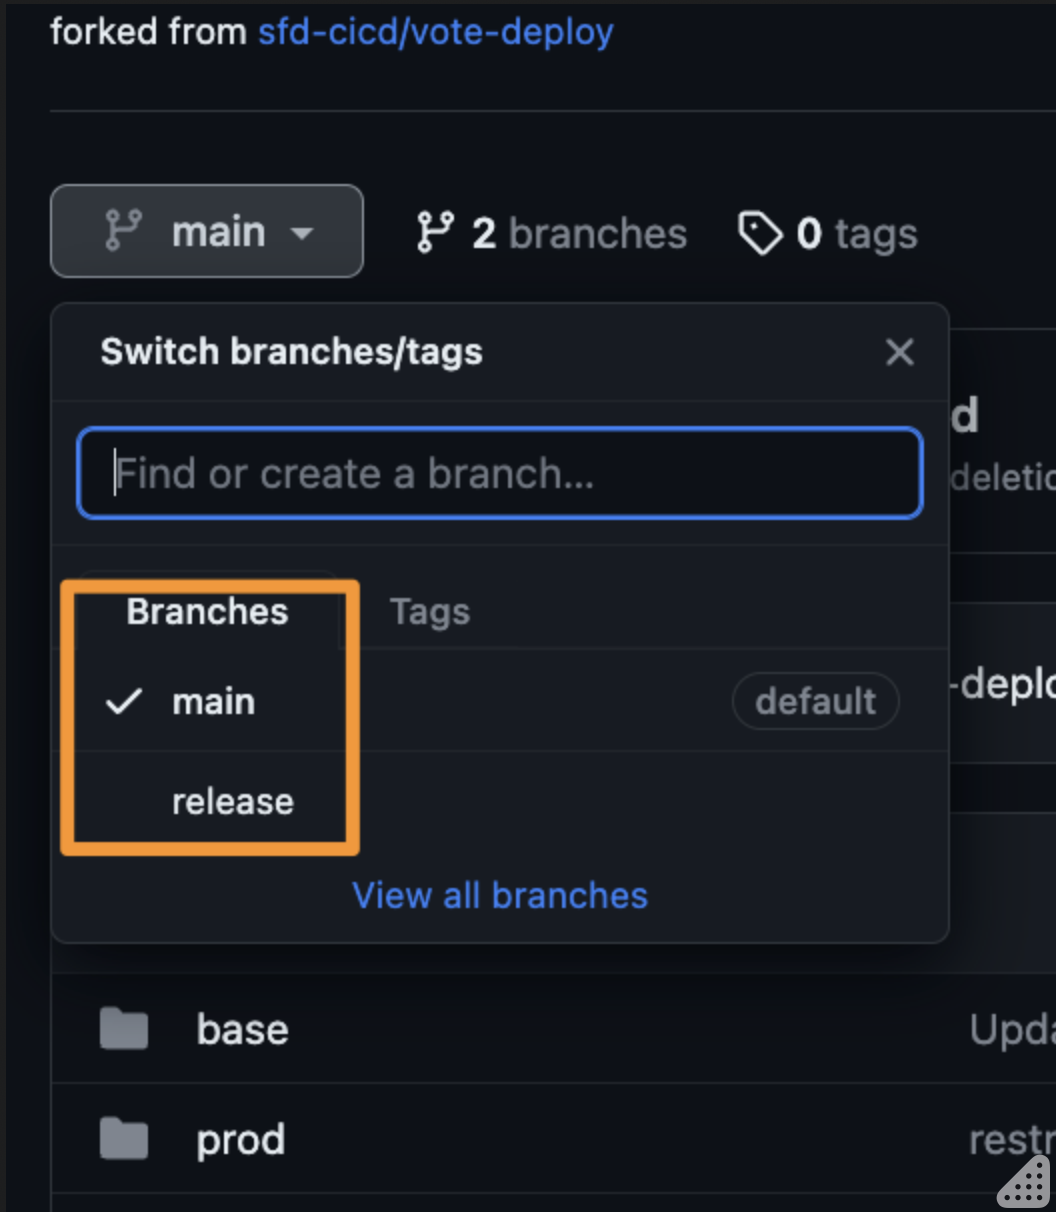 forked from sfd-cicd/vote-deploy
main 2 branches 0 tags
Switch branches/tags
d
Find or create a branch...
deletic
Branches Tags
main default
-deplo
release
View all branches
base Upda
prod restr